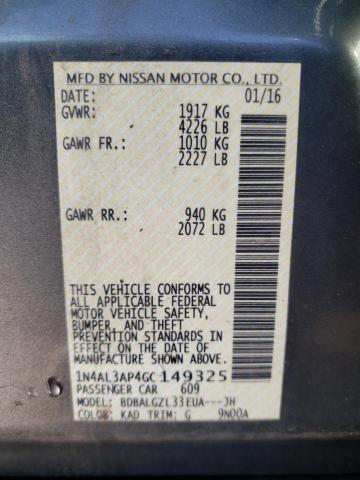 MFD BY NISSAN MOTOR CO., LTD.
DATE: 01/16
GVWR: 1917 KG
4226 LB
GAWR FR.: 1010 KG
2227 LB
GAWR RR.: 940 KG
2072 LB
THIS VEHICLE CONFORMS TO
ALL APPLICABLE FEDERAL
MOTOR VEHICLE SAFETY,
BUMPER, AND THEFT
PREVENTION STANDARDS IN
EFFECT ON THE DATE OF
MANUFACTURE SHOWN ABOVE.
1N4AL3AP4GC149325
PASSENGER CAR 609
MODEL: BDBALGZL33EUA---JH
COLOR: KAD TRIM: G 9N00A